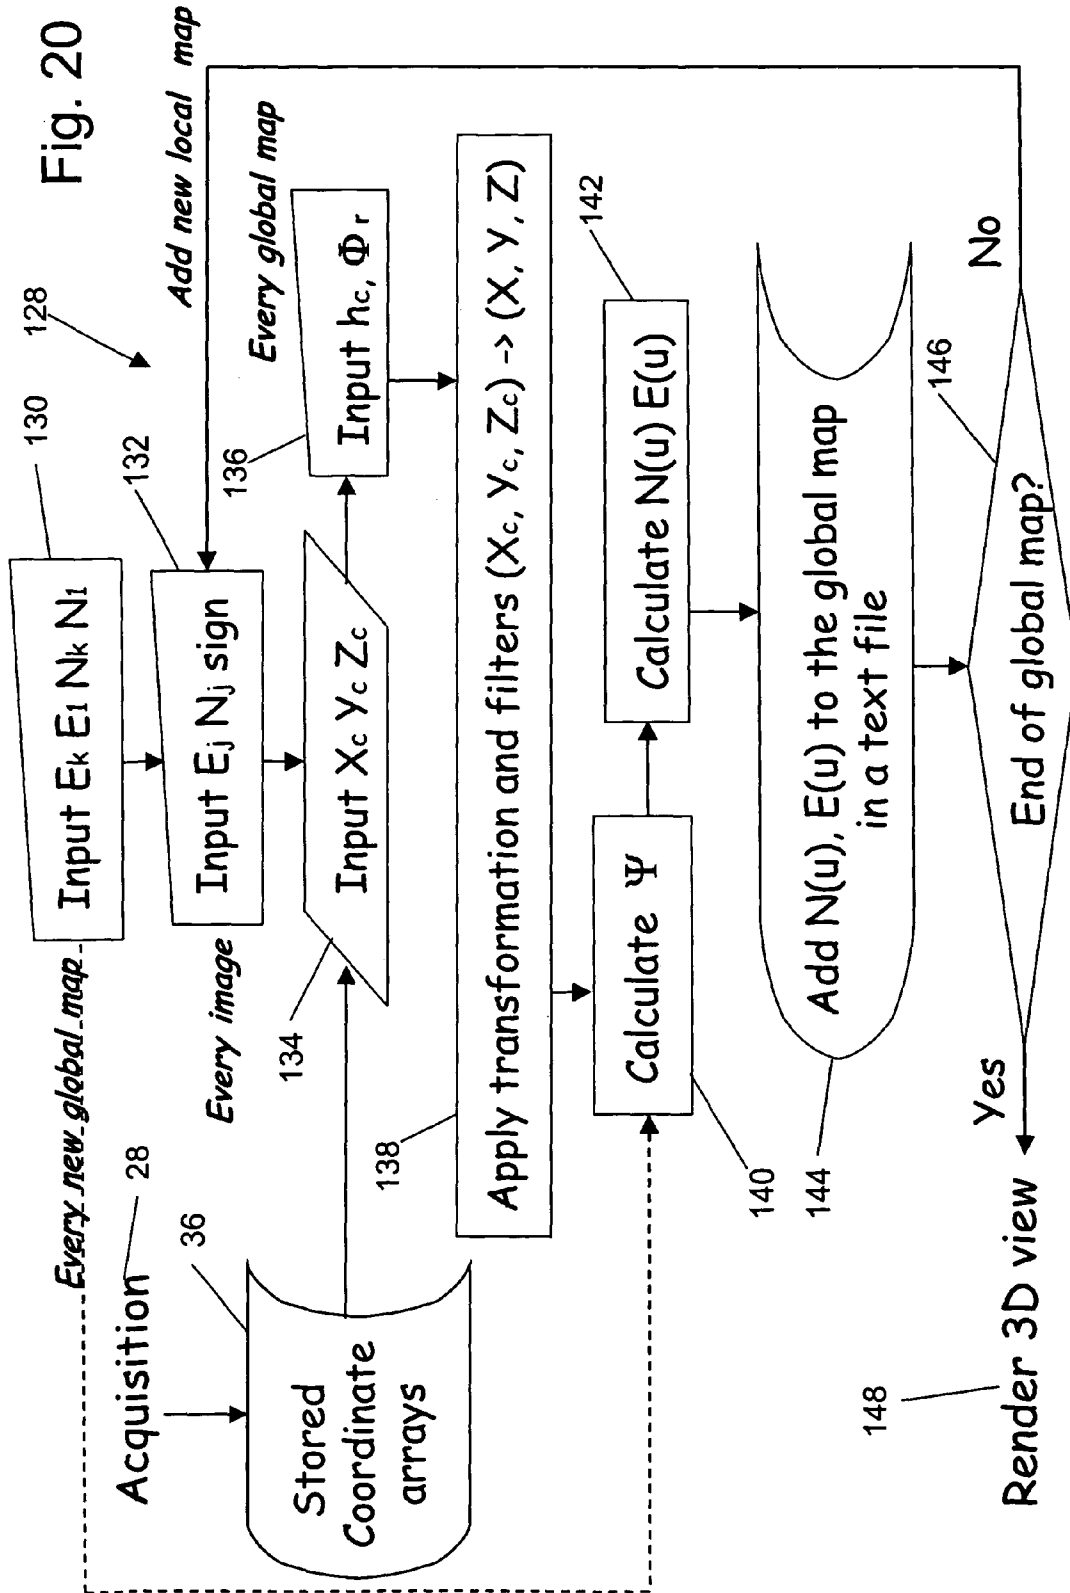 Fig. 20
128
130
Input Ek E1 Nk N1
Every new global map
Add new local map
132
Input Ej Nj sign
Every image
Acquisition
28
36
Stored
Coordinate
arrays
134
Input Xc Yc Zc
136
Input hc, Φr
Every global map
138
Apply transformation and filters (Xc, Yc, Zc) -> (X, Y, Z)
140
Calculate Ψ
142
Calculate N(u) E(u)
144
Add N(u), E(u) to the global map
in a text file
146
End of global map?
No
Yes
148
Render 3D view